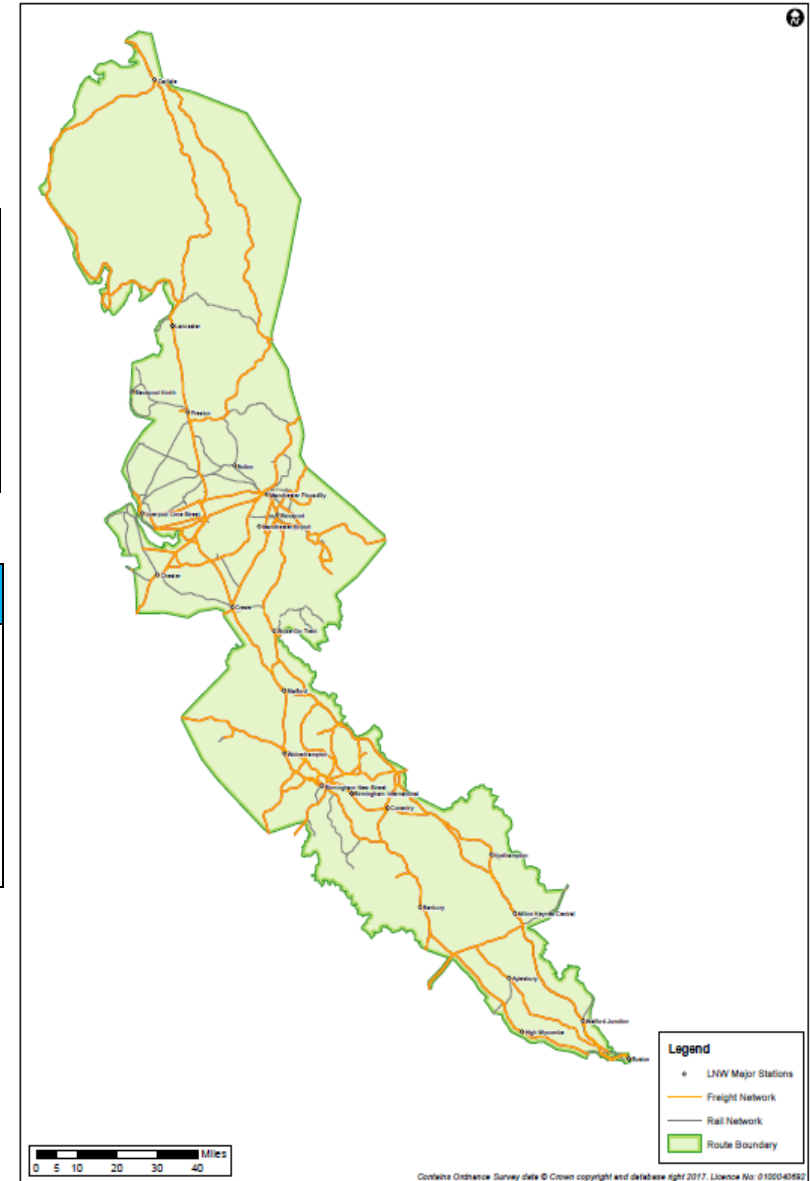 N
Carlisle
Lancaster
Blackpool North
Preston
Bolton
Manchester Piccadilly
Liverpool Lime Street
Stockport
Manchester Airport
Chester
Crewe
Stoke On Trent
Stafford
Wolverhampton
Birmingham New Street
Birmingham International
Coventry
Northampton
Banbury
Milton Keynes Central
Aylesbury
Watford Junction
High Wycombe
Euston
Legend
LNW Major Stations
Freight Network
Rail Network
Route Boundary
Miles
0 5 10 20 30 40
Contains Ordnance Survey data © Crown copyright and database right 2017. Licence No: 0100040692